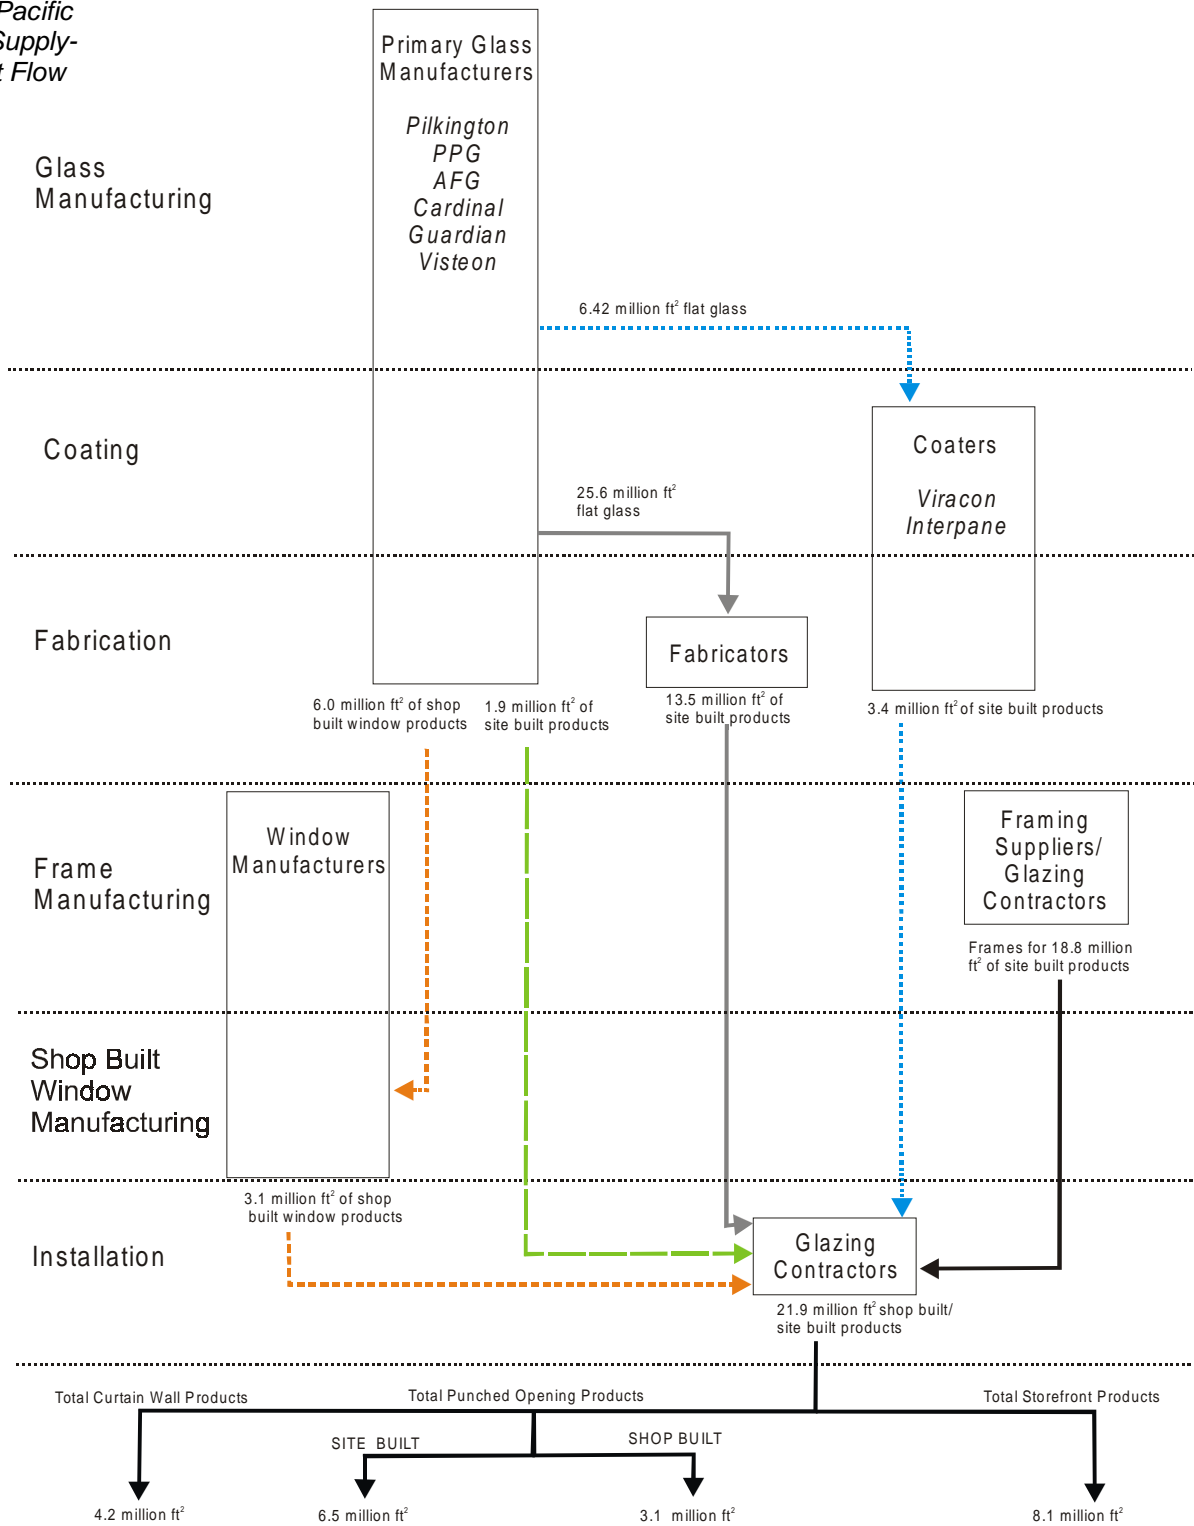 Pacific
Supply-
t Flow
Primary Glass
Manufacturers
Pilkington
PPG
AFG
Cardinal
Guardian
Visteon
Glass
Manufacturing
6.42 million ft² flat glass
Coating
Coaters
Viracon
Interpane
25.6 million ft²
flat glass
Fabrication
Fabricators
6.0 million ft² of shop
built window products
1.9 million ft² of
site built products
13.5 million ft² of
site built products
3.4 million ft² of site built products
Window
Manufacturers
Framing
Suppliers/
Glazing
Contractors
Frame
Manufacturing
Frames for 18.8 million
ft² of site built products
Shop Built
Window
Manufacturing
3.1 million ft² of shop
built window products
Installation
Glazing
Contractors
21.9 million ft² shop built/
site built products
Total Curtain Wall Products
Total Punched Opening Products
Total Storefront Products
SITE BUILT
SHOP BUILT
4.2 million ft²
6.5 million ft²
3.1 million ft²
8.1 million ft²